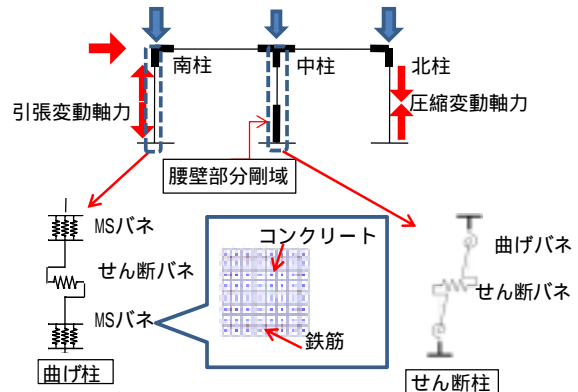 南柱
中柱
北柱
引張変動軸力
圧縮変動軸力
腰壁部分剛域
MSバネ
せん断バネ
MSバネ
曲げ柱
コンクリート
鉄筋
曲げバネ
せん断バネ
せん断柱